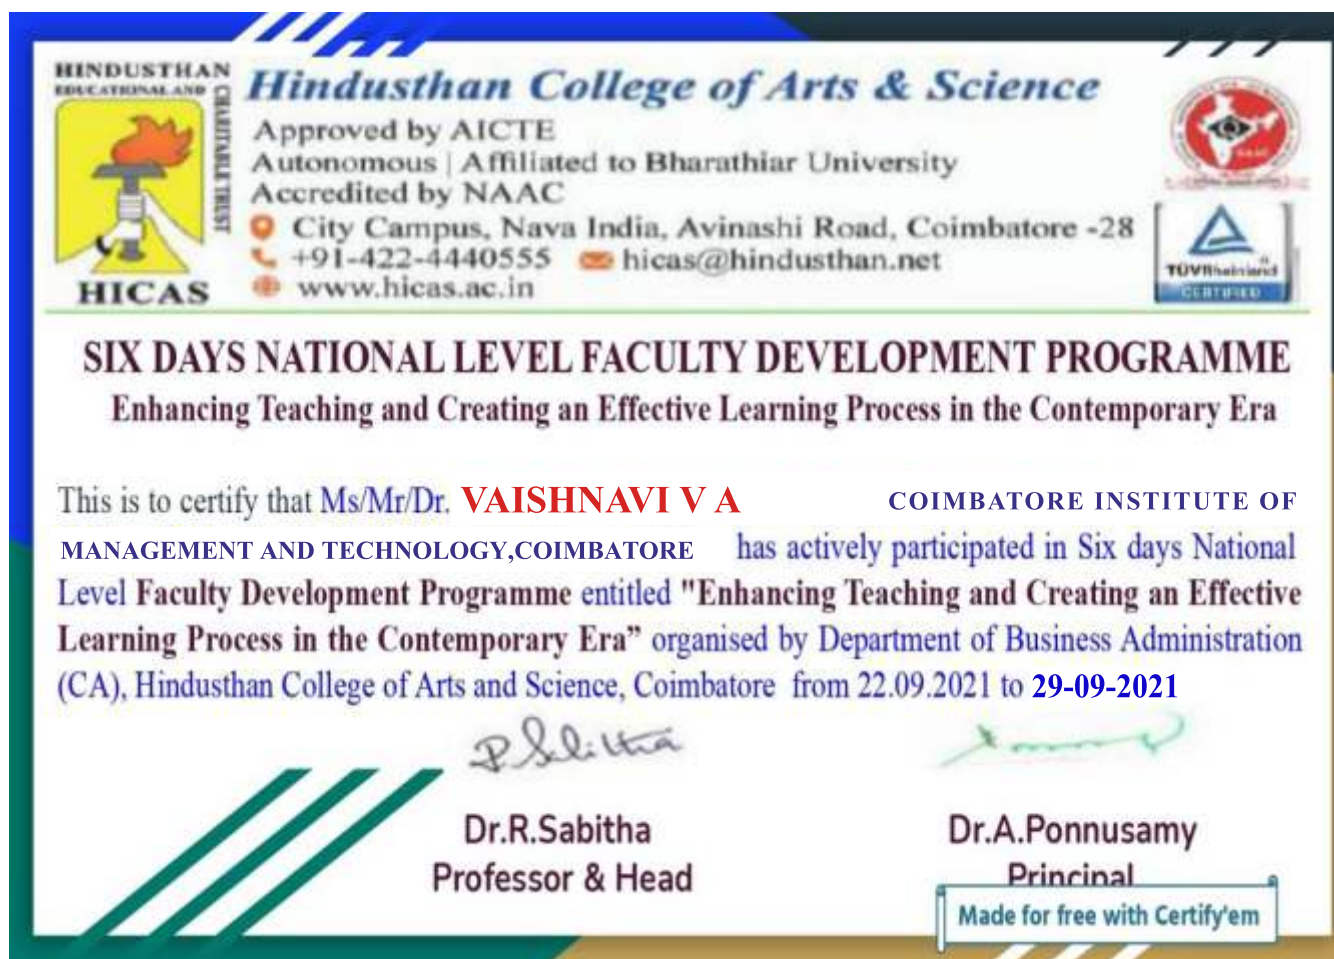 HINDUSTHAN
EDUCATIONAL AND
CHARITABLE TRUST
HICAS
Hindusthan College of Arts & Science
Approved by AICTE
Autonomous | Affiliated to Bharathiar University
Accredited by NAAC
City Campus, Nava India, Avinashi Road, Coimbatore -28
+91-422-4440555 hicas@hindusthan.net
www.hicas.ac.in
TÜVRheinland
CERTIFIED
SIX DAYS NATIONAL LEVEL FACULTY DEVELOPMENT PROGRAMME
Enhancing Teaching and Creating an Effective Learning Process in the Contemporary Era
This is to certify that Ms/Mr/Dr. VAISHNAVI V A COIMBATORE INSTITUTE OF
MANAGEMENT AND TECHNOLOGY,COIMBATORE has actively participated in Six days National
Level Faculty Development Programme entitled "Enhancing Teaching and Creating an Effective
Learning Process in the Contemporary Era” organised by Department of Business Administration
(CA), Hindusthan College of Arts and Science, Coimbatore from 22.09.2021 to 29-09-2021
Dr.R.Sabitha
Professor & Head
Dr.A.Ponnusamy
Principal
Made for free with Certify'em